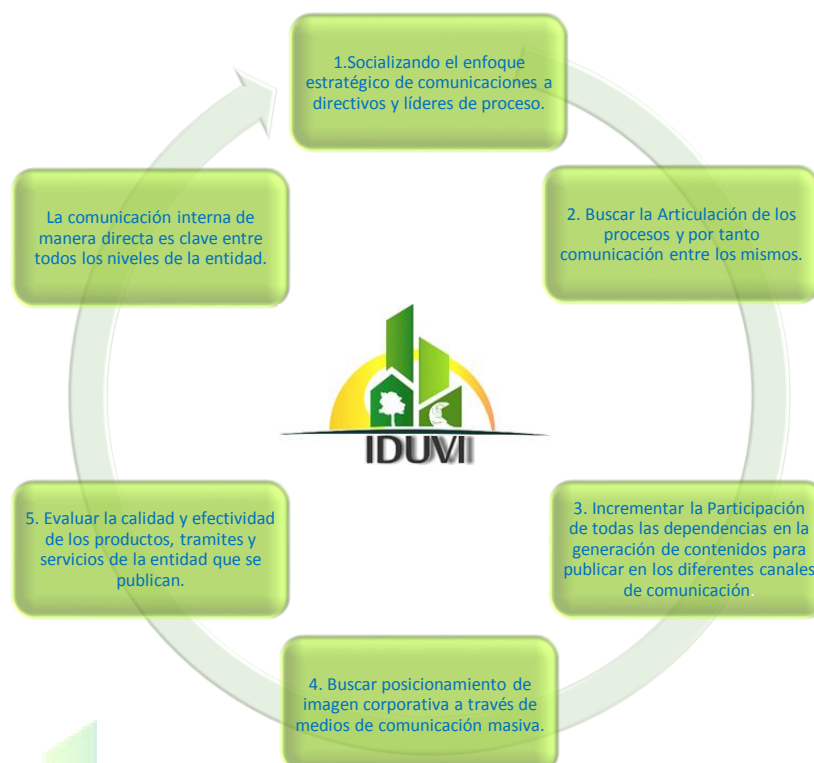 1.Socializando el enfoque
estratégico de comunicaciones a
directivos y líderes de proceso.
2. Buscar la Articulación de los
procesos y por tanto
comunicación entre los mismos.
3. Incrementar la Participación
de todas las dependencias en la
generación de contenidos para
publicar en los diferentes canales
de comunicación.
4. Buscar posicionamiento de
imagen corporativa a través de
medios de comunicación masiva.
5. Evaluar la calidad y efectividad
de los productos, tramites y
servicios de la entidad que se
publican.
La comunicación interna de
manera directa es clave entre
todos los niveles de la entidad.
IDUVI